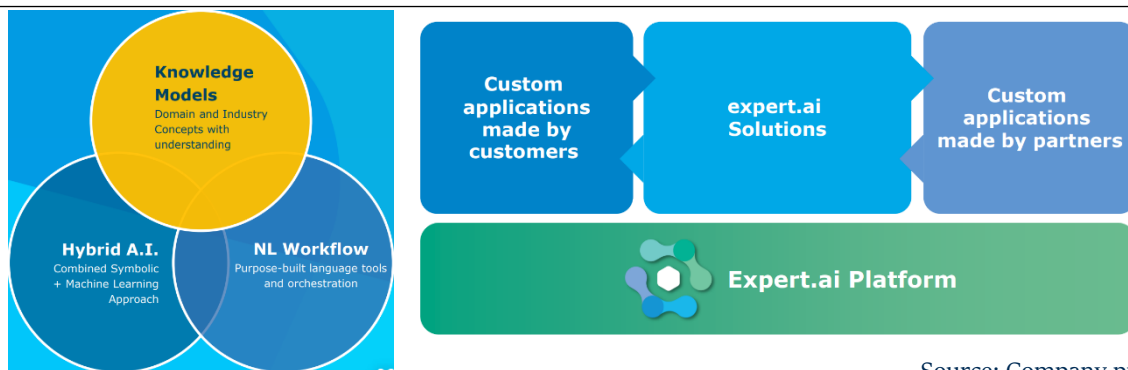 Knowledge
Models
Domain and Industry
Concepts with
understanding
Hybrid A.I.
Combined Symbolic
+ Machine Learning
Approach
NL Workflow
Purpose-built language tools
and orchestration
Custom
applications
made by
customers
expert.ai
Solutions
Custom
applications
made by partners
Expert.ai Platform
Source: Company